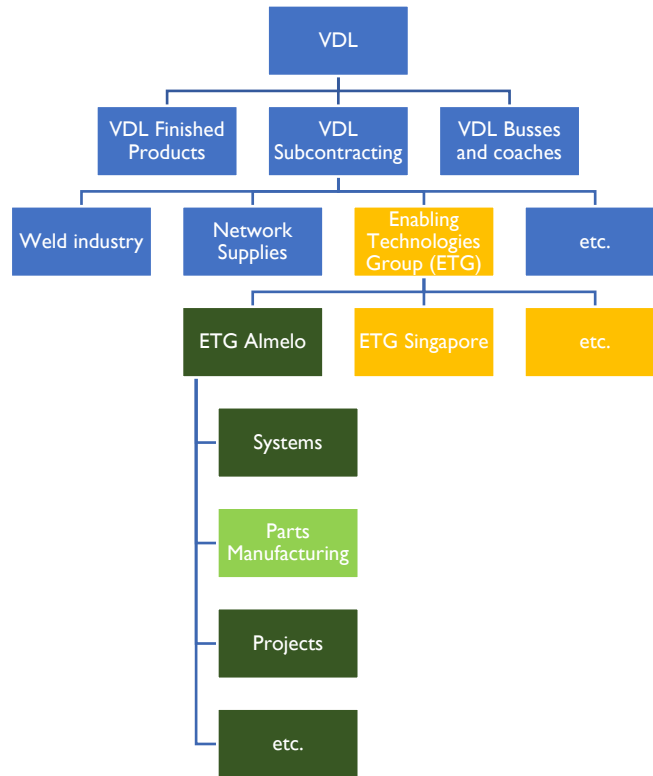 VDL
VDL Finished
Products
VDL
Subcontracting
VDL Busses
and coaches
Weld industry
Network
Supplies
Enabling
Technologies
Group (ETG)
etc.
ETG Almelo
ETG Singapore
etc.
Systems
Parts
Manufacturing
Projects
etc.